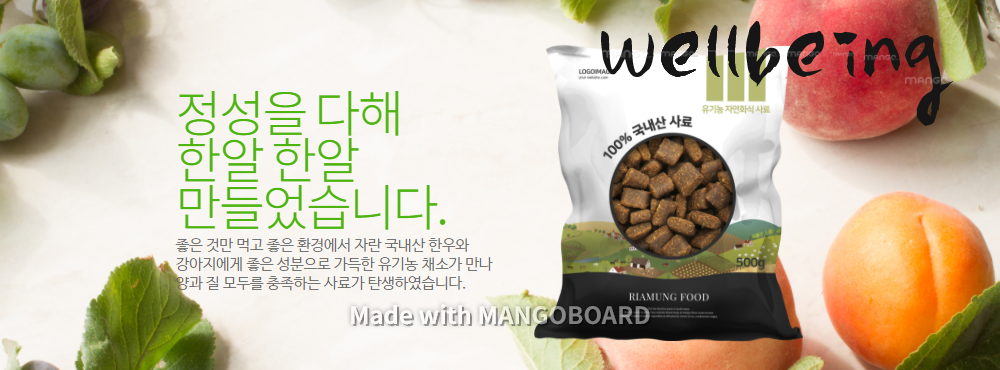 wellbeing
정성을 다해
한알 한알
만들었습니다.
좋은 것만 먹고 좋은 환경에서 자란 국내산 한우와
강아지에게 좋은 성분으로 가득한 유기농 채소가 만나
양과 질 모두를 충족하는 사료가 탄생하였습니다.
유기농 자연화식 사료
100% 국내산 사료
500g
RIAMUNG FOOD
Made with MANGOBOARD